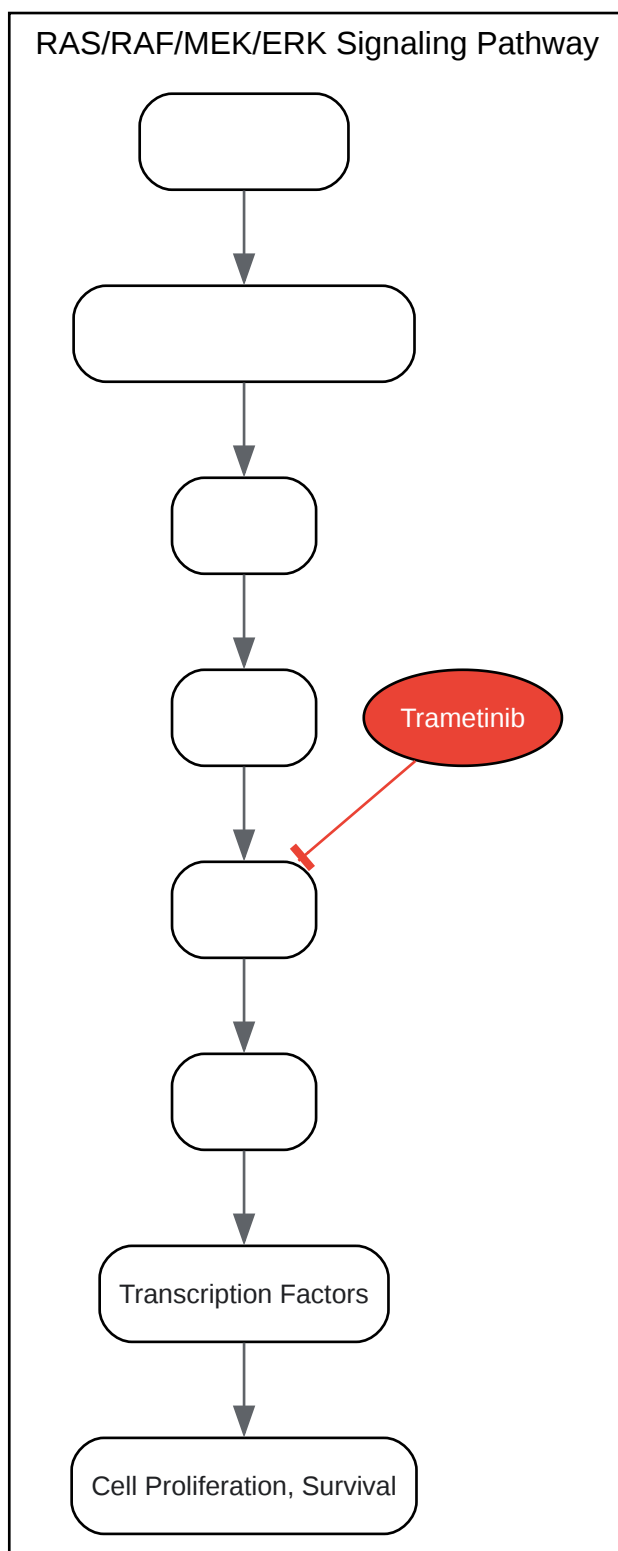 RAS/RAF/MEK/ERK Signaling Pathway
Trametinib
Transcription Factors
Cell Proliferation, Survival